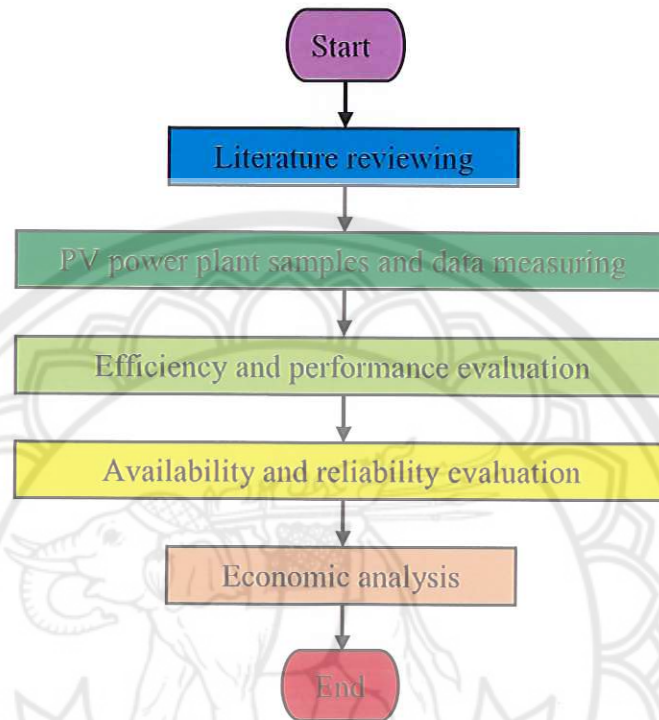 Start
Literature reviewing
PV power plant samples and data measuring
Efficiency and performance evaluation
Availability and reliability evaluation
Economic analysis
End